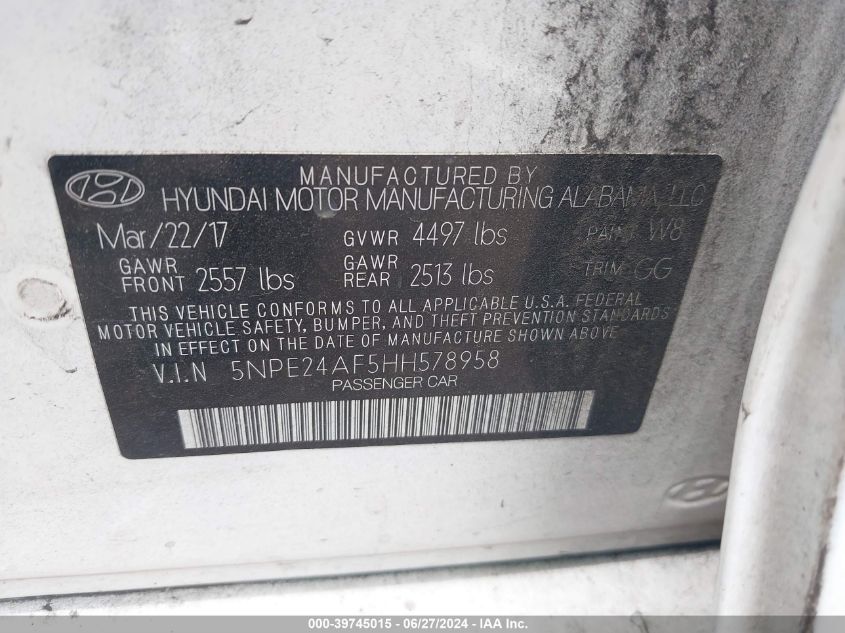 MANUFACTURED BY
HYUNDAI MOTOR MANUFACTURING ALABAMA, LLC
Mar/22/17 GVWR 4497 lbs PAINT W8
GAWR FRONT 2557 lbs GAWR REAR 2513 lbs TRIM GG
THIS VEHICLE CONFORMS TO ALL APPLICABLE U.S.A. FEDERAL
MOTOR VEHICLE SAFETY, BUMPER, AND THEFT PREVENTION STANDARDS
IN EFFECT ON THE DATE OF MANUFACTURE SHOWN ABOVE.
V.I.N 5NPE24AF5HH578958
PASSENGER CAR
000-39745015 - 06/27/2024 - IAA Inc.